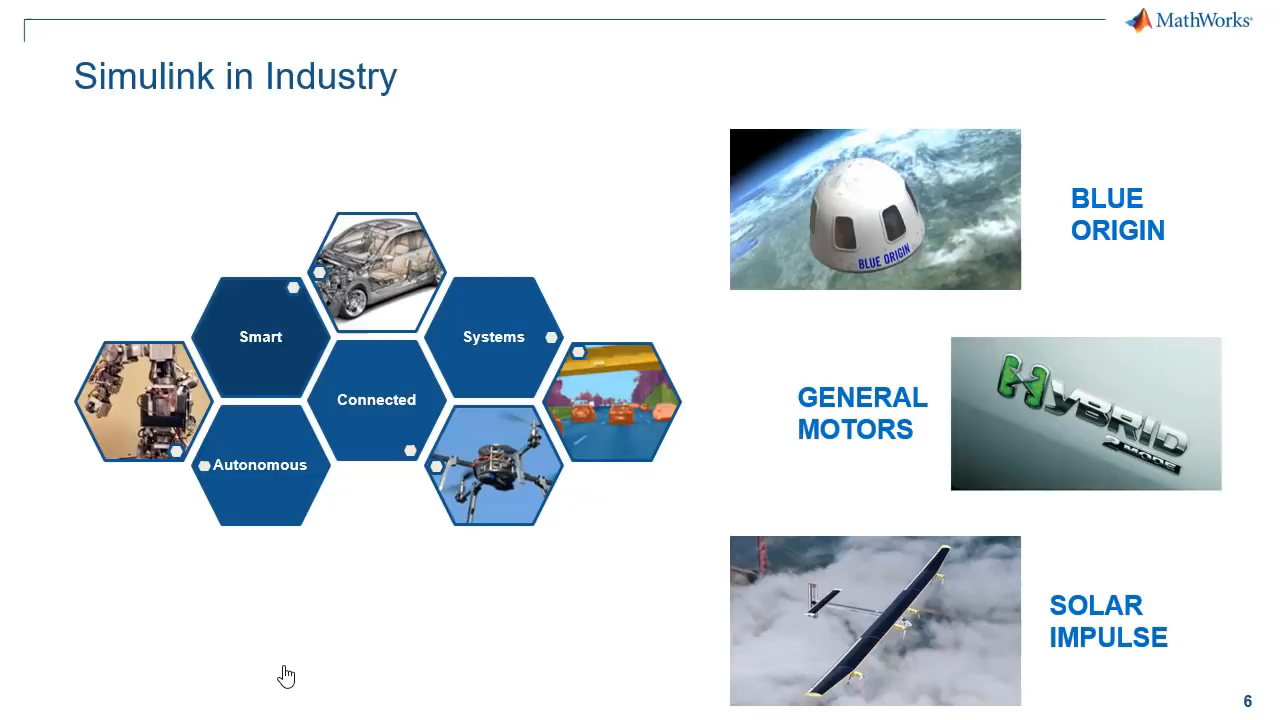 MathWorks®
Simulink in Industry
Smart
Systems
Connected
Autonomous
BLUE ORIGIN
BLUE
ORIGIN
GENERAL
MOTORS
HYBRID
2 MODE
SOLAR
IMPULSE
6